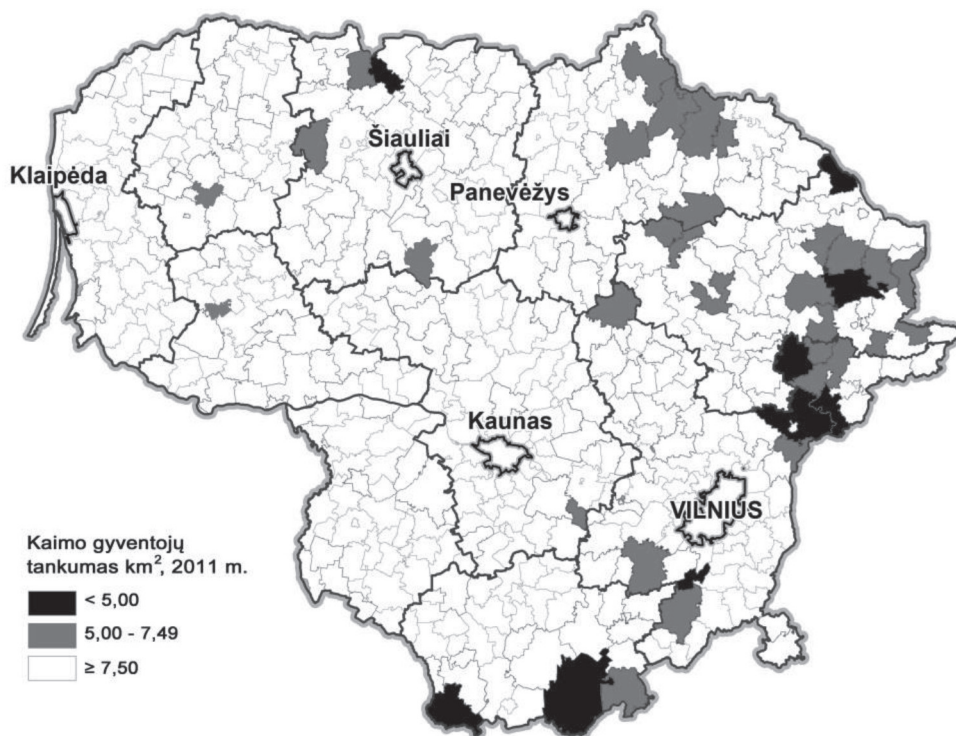 Šiauliai
Klaipėda
Panevėžys
Kaunas
VILNIUS
Kaimo gyventojų
tankumas km², 2011 m.
< 5,00
5,00 - 7,49
≥ 7,50